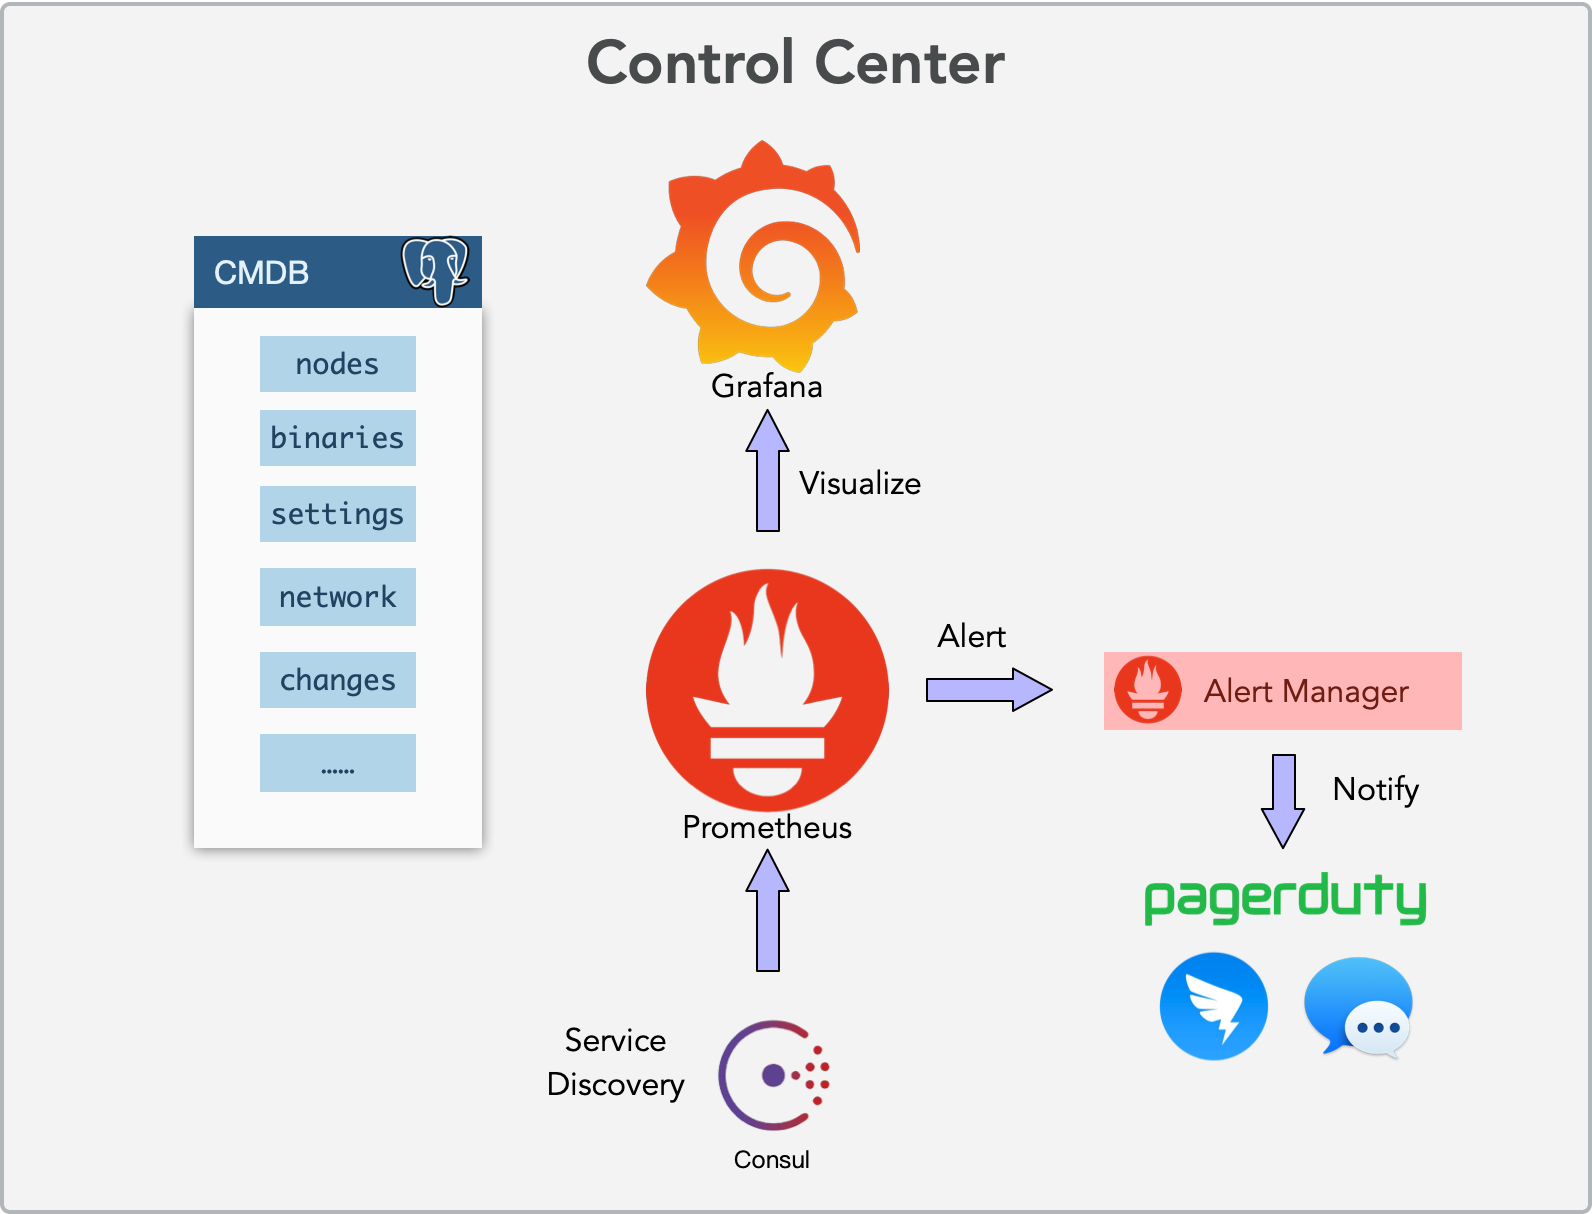 Control Center
CMDB
nodes
binaries
settings
network
changes
......
Grafana
Visualize
Prometheus
Alert
Alert Manager
Notify
pagerduty
Service
Discovery
Consul